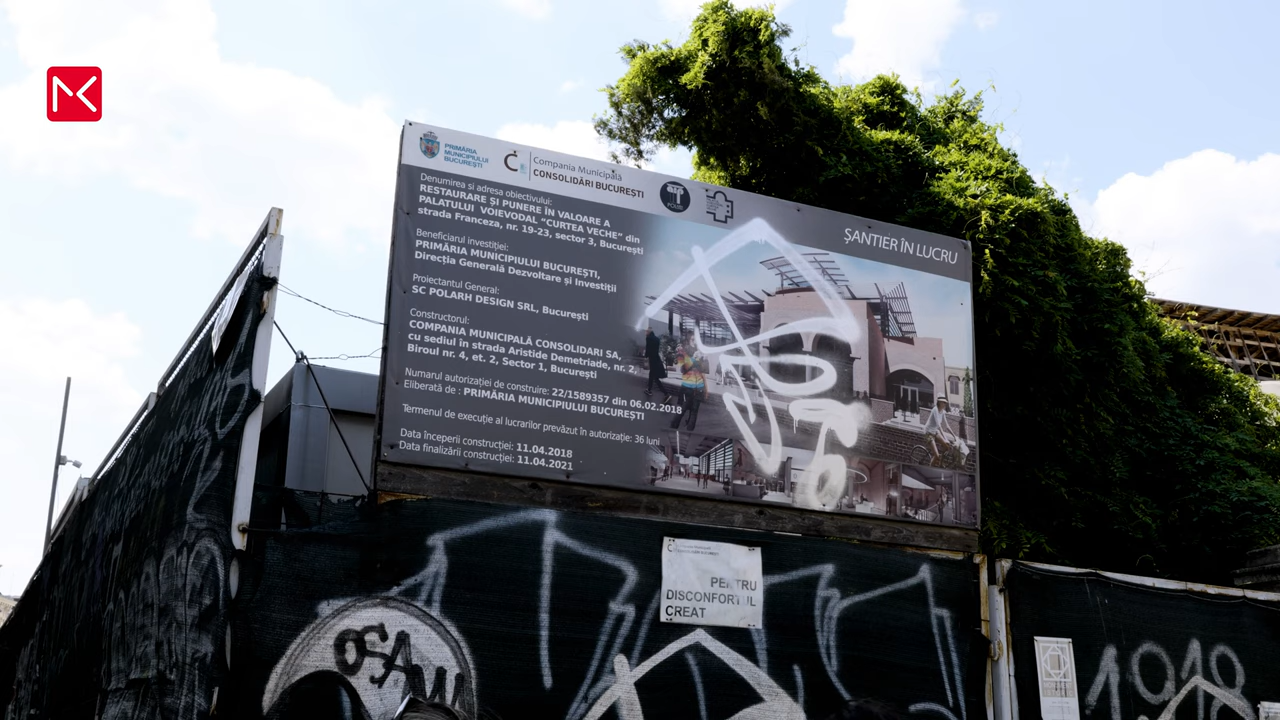 PRIMĂRIA
MUNICIPIULUI
BUCUREȘTI
Compania Municipală
CONSOLIDĂRI BUCUREȘTI
ȘANTIER ÎN LUCRU
Denumirea si adresa obiectivului:
RESTAURARE ȘI PUNERE ÎN VALOARE A
PALATULUI VOIEVODAL “CURTEA VECHE” din
strada Franceza, nr. 19-23, sector 3, București
Beneficiarul investiției:
PRIMĂRIA MUNICIPIULUI BUCUREȘTI,
Direcția Generală Dezvoltare și Investiții
Proiectantul General:
SC POLARH DESIGN SRL, București
Constructorul:
COMPANIA MUNICIPALĂ CONSOLIDARI SA,
cu sediul în strada Aristide Demetriade, nr. 2,
Biroul nr. 4, et. 2, Sector 1, București
Numarul autorizației de construire: 22/1589357 din 06.02.2018
Eliberată de : PRIMĂRIA MUNICIPIULUI BUCUREȘTI
Termenul de execuție al lucrarilor prevăzut în autorizație: 36 luni
Data începerii construcției: 11.04.2018
Data finalizării construcției: 11.04.2021
PENTRU
DISCONFORTUL
CREAT
OSAW
1918